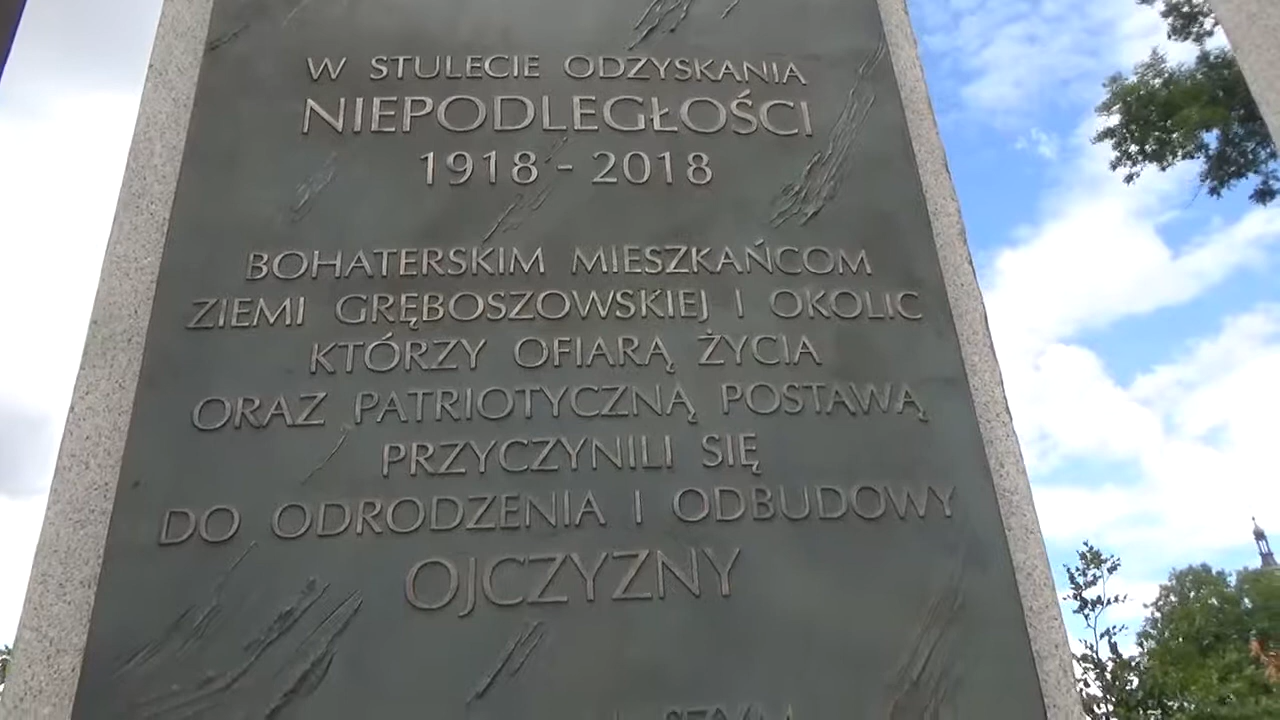 W STULECIE ODZYSKANIA
NIEPODLEGŁOŚCI
1918 - 2018
BOHATERSKIM MIESZKAŃCOM
ZIEMI GRĘBOSZOWSKIEJ I OKOLIC
KTÓRZY OFIARĄ ŻYCIA
ORAZ PATRIOTYCZNĄ POSTAWĄ
PRZYCZYNILI SIĘ
DO ODRODZENIA I ODBUDOWY
OJCZYZNY